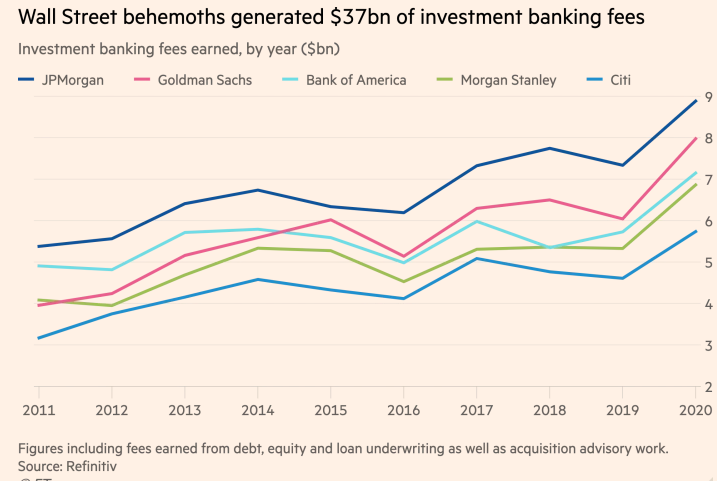 Wall Street behemoths generated $37bn of investment banking fees
Investment banking fees earned, by year ($bn)
JPMorgan Goldman Sachs Bank of America Morgan Stanley Citi
9
8
7
6
5
4
3
2
2011 2012 2013 2014 2015 2016 2017 2018 2019 2020
Figures including fees earned from debt, equity and loan underwriting as well as acquisition advisory work.
Source: Refinitiv